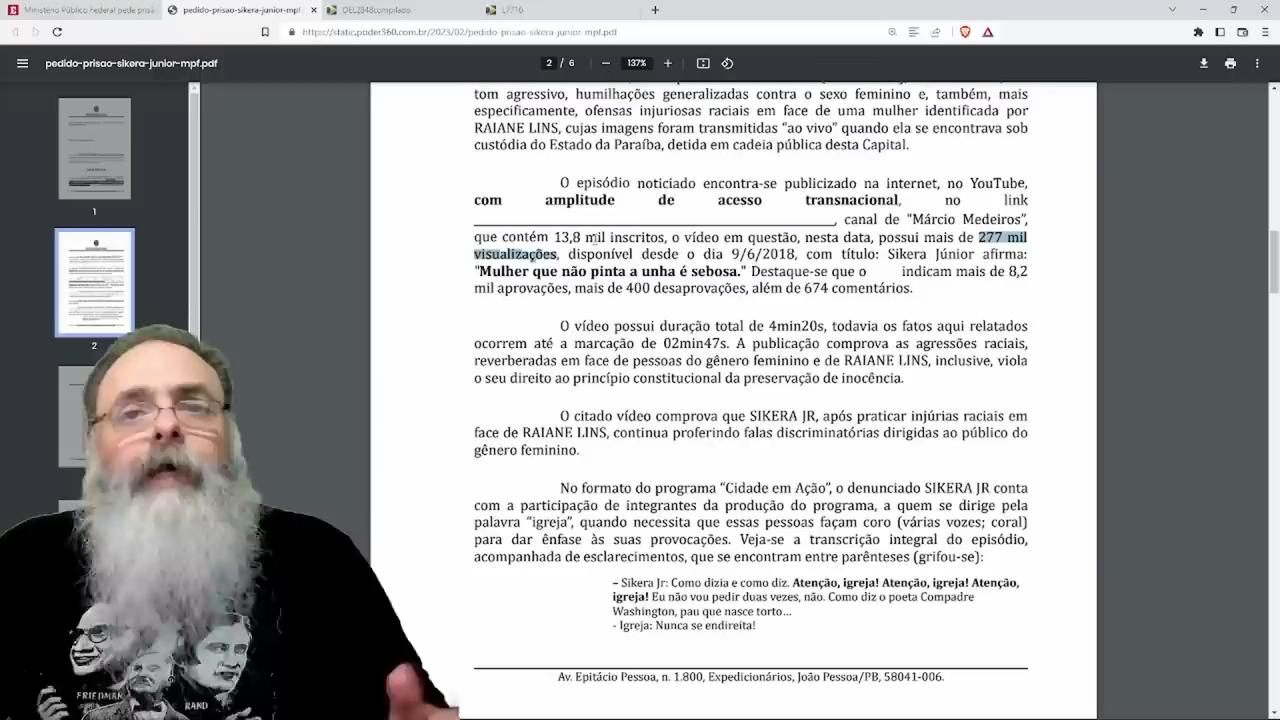 Ministério Público Federal pede prisã
pedido-prisao-sikera-junior-mpf.
DEL2848compilado
L7716
https://static.poder360.com.br/2023/02/pedido-prisao-sikera-junior-mpf.pdf
pedido-prisao-sikera-junior-mpf.pdf
2 / 6
137%
1
2
tom agressivo, humilhações generalizadas contra o sexo feminino e, também, mais
especificamente, ofensas injuriosas raciais em face de uma mulher identificada por
RAIANE LINS, cujas imagens foram transmitidas “ao vivo” quando ela se encontrava sob
custódia do Estado da Paraíba, detida em cadeia pública desta Capital.
O episódio noticiado encontra-se publicizado na internet, no YouTube,
com amplitude de acesso transnacional, no link
, canal de “Márcio Medeiros”,
que contém 13,8 mil inscritos, o vídeo em questão, nesta data, possui mais de 277 mil
visualizações, disponível desde o dia 9/6/2018, com título: Sikera Júnior afirma:
"Mulher que não pinta a unha é sebosa." Destaque-se que o indicam mais de 8,2
mil aprovações, mais de 400 desaprovações, além de 674 comentários.
O vídeo possui duração total de 4min20s, todavia os fatos aqui relatados
ocorrem até a marcação de 02min47s. A publicação comprova as agressões raciais,
reverberadas em face de pessoas do gênero feminino e de RAIANE LINS, inclusive, viola
o seu direito ao princípio constitucional da preservação de inocência.
O citado vídeo comprova que SIKERA JR, após praticar injúrias raciais em
face de RAIANE LINS, continua proferindo falas discriminatórias dirigidas ao público do
gênero feminino.
No formato do programa “Cidade em Ação”, o denunciado SIKERA JR conta
com a participação de integrantes da produção do programa, a quem se dirige pela
palavra “igreja”, quando necessita que essas pessoas façam coro (várias vozes; coral)
para dar ênfase às suas provocações. Veja-se a transcrição integral do episódio,
acompanhada de esclarecimentos, que se encontram entre parênteses (grifou-se):
– Sikera Jr: Como dizia e como diz. Atenção, igreja! Atenção, igreja! Atenção,
igreja! Eu não vou pedir duas vezes, não. Como diz o poeta Compadre
Washington, pau que nasce torto...
- Igreja: Nunca se endireita!
Av. Epitácio Pessoa, n. 1.800, Expedicionários, João Pessoa/PB, 58041-006.
FRIEDMAN
RAND